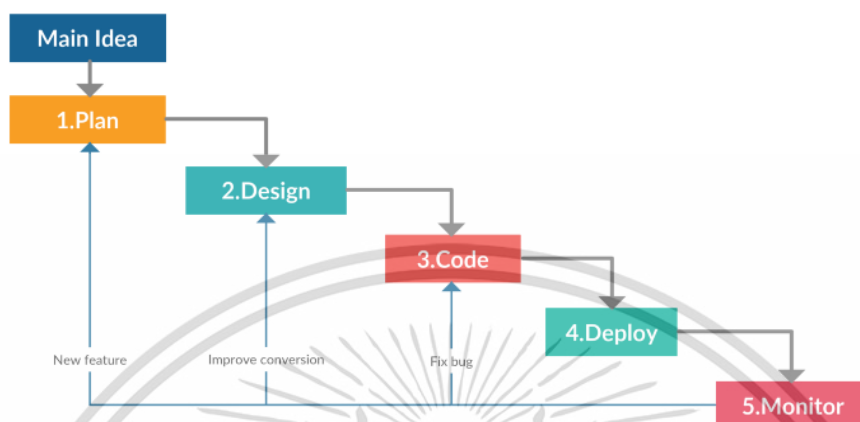 Main Idea
1.Plan
2.Design
3.Code
4.Deploy
New feature
Improve conversion
Fix bug
5.Monitor